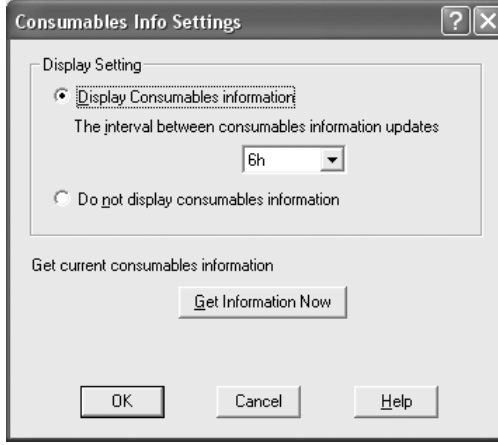 Consumables Info Settings
Display Setting
Display Consumables information
The interval between consumables information updates
6h
Do not display consumables information
Get current consumables information
Get Information Now
OK Cancel Help